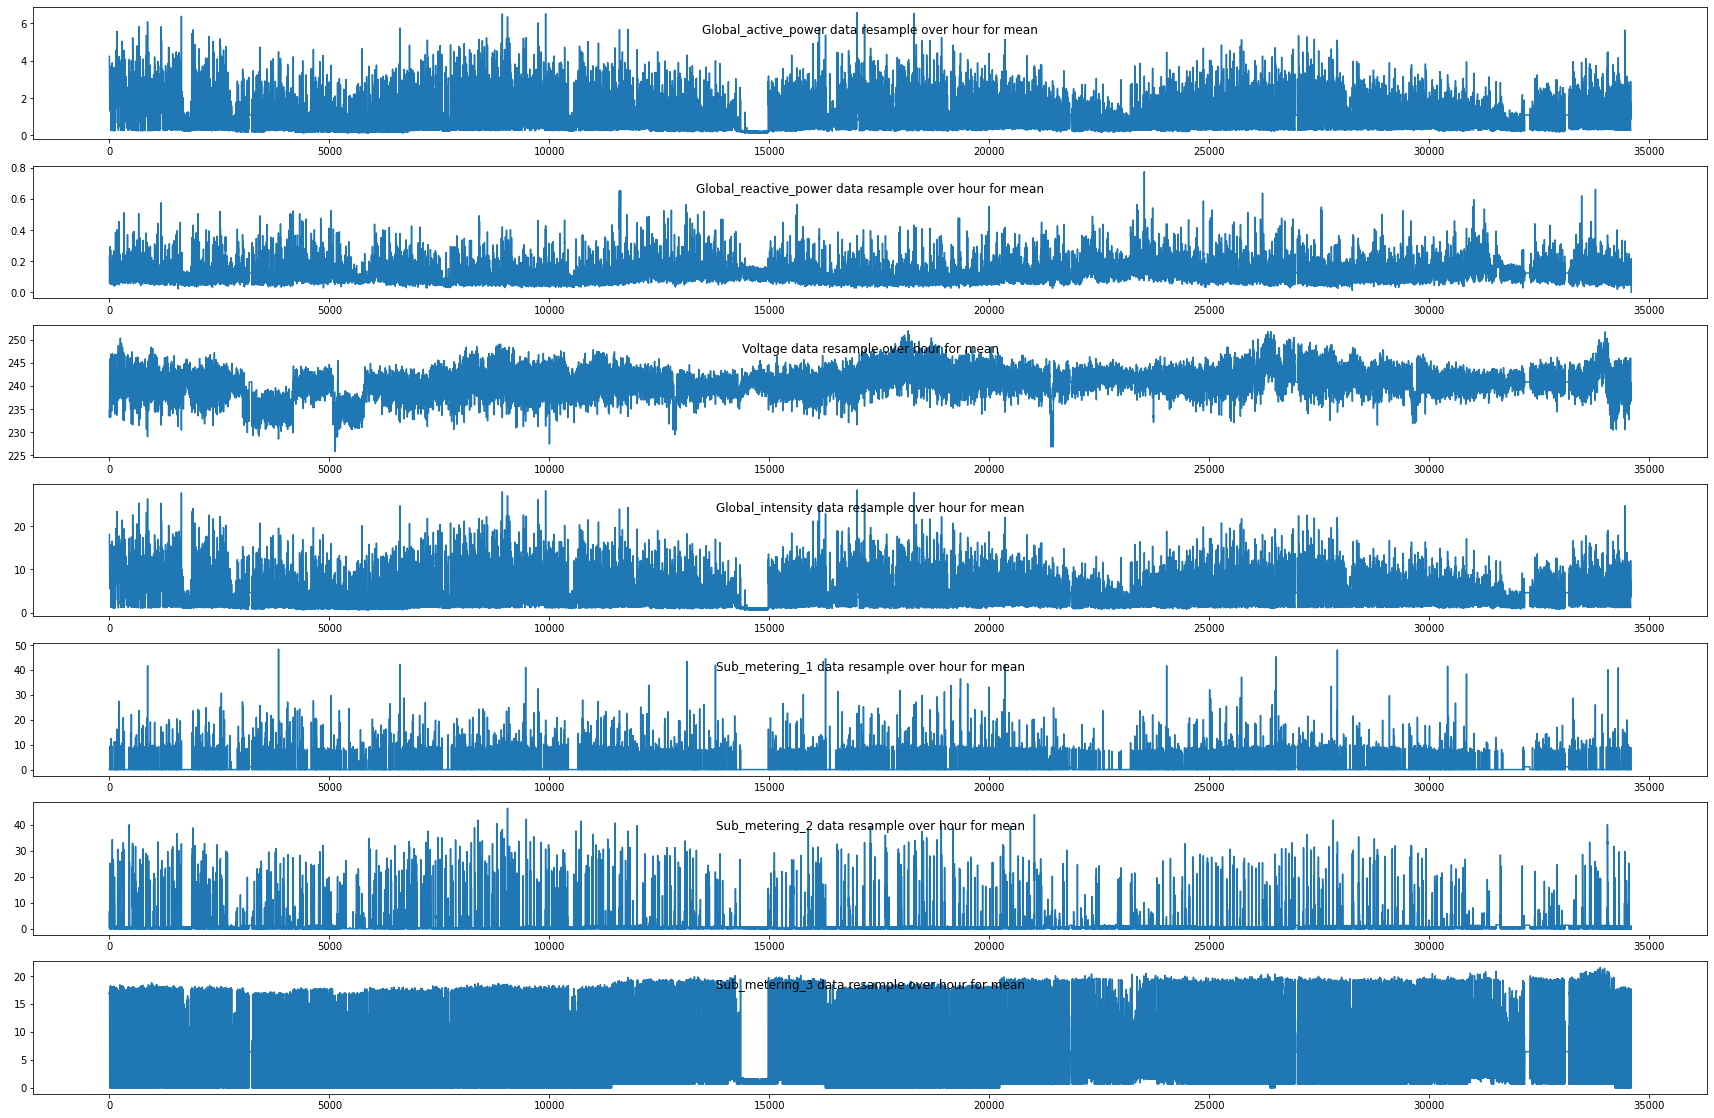 Global_active_power data resample over hour for mean
6
4
2
0
0 5000 10000 15000 20000 25000 30000 35000
Global_reactive_power data resample over hour for mean
0.8
0.6
0.4
0.2
0.0
0 5000 10000 15000 20000 25000 30000 35000
Voltage data resample over hour for mean
250
245
240
235
230
225
0 5000 10000 15000 20000 25000 30000 35000
Global_intensity data resample over hour for mean
20
10
0
0 5000 10000 15000 20000 25000 30000 35000
Sub_metering_1 data resample over hour for mean
50
40
30
20
10
0
0 5000 10000 15000 20000 25000 30000 35000
Sub_metering_2 data resample over hour for mean
40
30
20
10
0
0 5000 10000 15000 20000 25000 30000 35000
Sub_metering_3 data resample over hour for mean
20
15
10
5
0
0 5000 10000 15000 20000 25000 30000 35000